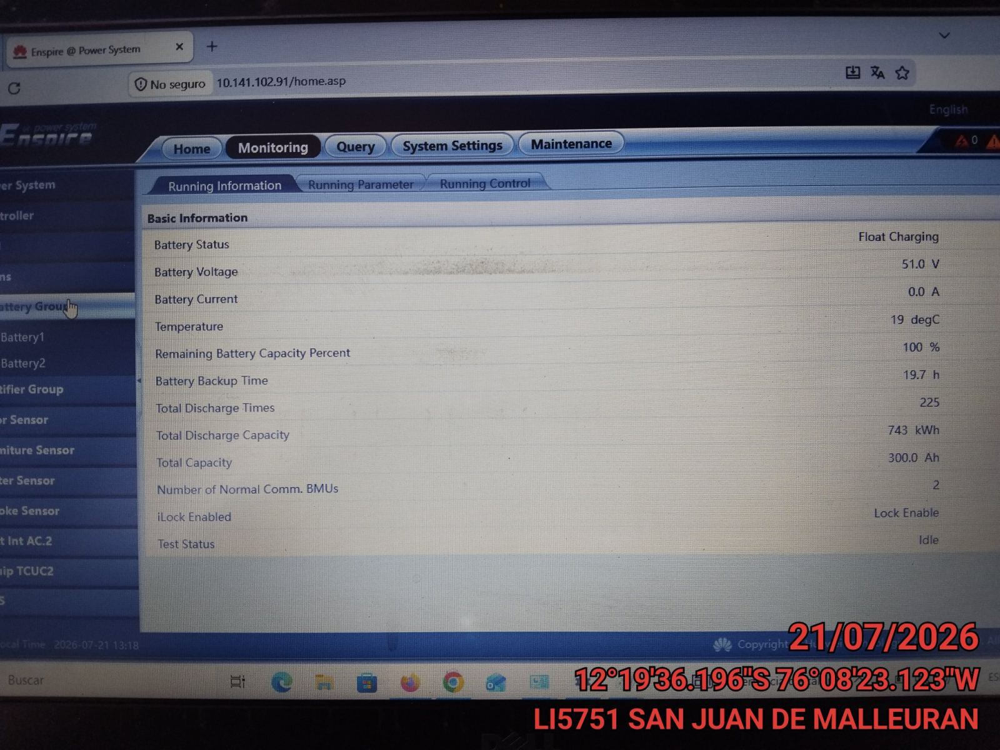 Enspire @ Power System
No seguro 10.141.102.91/home.asp
English
power system
Enspire
Home Monitoring Query System Settings Maintenance
0
Running Information Running Parameter Running Control
er System
troller
ns
attery Grou
Battery1
Battery2
tifier Group
or Sensor
niture Sensor
ter Sensor
oke Sensor
t Int AC.2
uip TCUC2
S
Basic Information
Battery Status Float Charging
Battery Voltage 51.0 V
Battery Current 0.0 A
Temperature 19 degC
Remaining Battery Capacity Percent 100 %
Battery Backup Time 19.7 h
Total Discharge Times 225
Total Discharge Capacity 743 kWh
Total Capacity 300.0 Ah
Number of Normal Comm. BMUs 2
iLock Enabled Lock Enable
Test Status Idle
ocal Time 2026-07-21 13:18
Copyright
21/07/2026
Buscar
12°19'36.196"S 76°08'23.123"W
ES
LI5751 SAN JUAN DE MALLEURAN